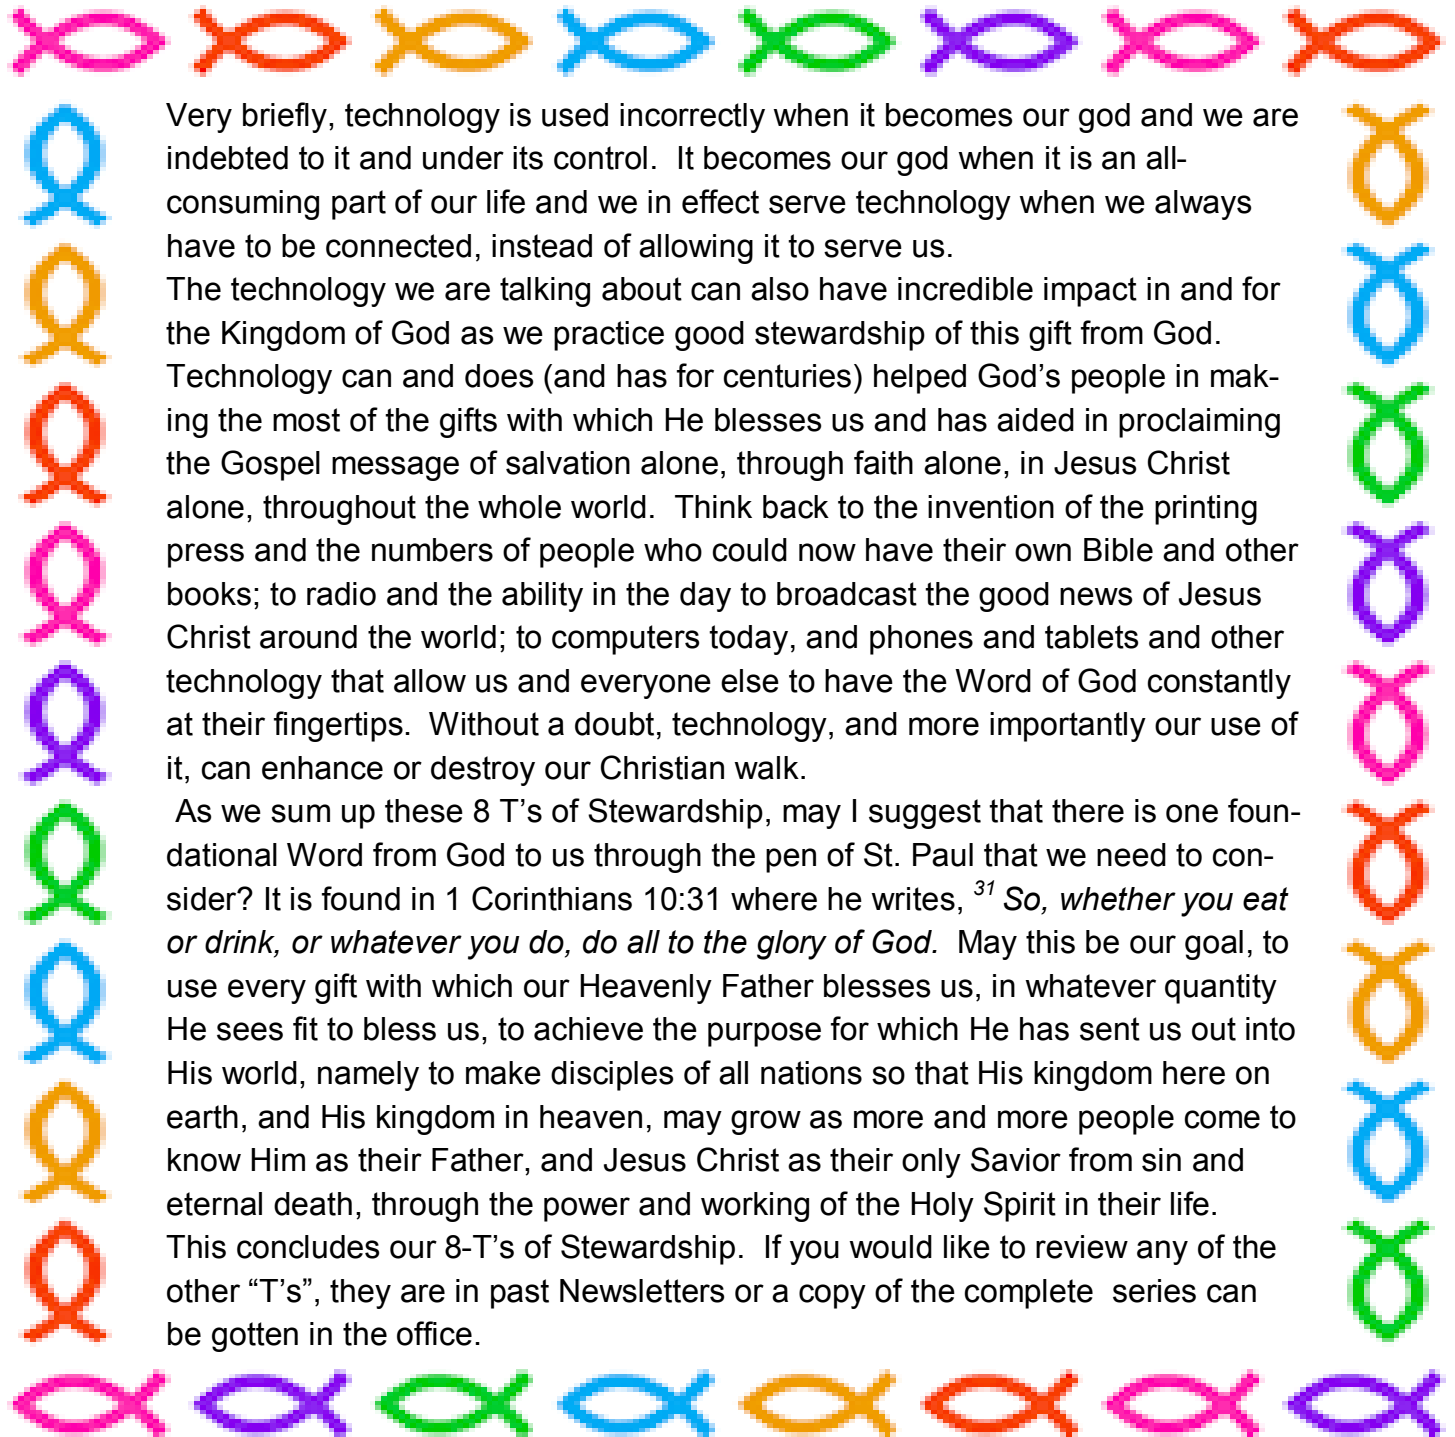 Very briefly, technology is used incorrectly when it becomes our god and we are
indebted to it and under its control.  It becomes our god when it is an all-
consuming part of our life and we in effect serve technology when we always
have to be connected, instead of allowing it to serve us.
The technology we are talking about can also have incredible impact in and for
the Kingdom of God as we practice good stewardship of this gift from God.
Technology can and does (and has for centuries) helped God’s people in mak-
ing the most of the gifts with which He blesses us and has aided in proclaiming
the Gospel message of salvation alone, through faith alone, in Jesus Christ
alone, throughout the whole world.  Think back to the invention of the printing
press and the numbers of people who could now have their own Bible and other
books; to radio and the ability in the day to broadcast the good news of Jesus
Christ around the world; to computers today, and phones and tablets and other
technology that allow us and everyone else to have the Word of God constantly
at their fingertips.  Without a doubt, technology, and more importantly our use of
it, can enhance or destroy our Christian walk.
As we sum up these 8 T’s of Stewardship, may I suggest that there is one foun-
dational Word from God to us through the pen of St. Paul that we need to con-
sider? It is found in 1 Corinthians 10:31 where he writes, 31 So, whether you eat
or drink, or whatever you do, do all to the glory of God.  May this be our goal, to
use every gift with which our Heavenly Father blesses us, in whatever quantity
He sees fit to bless us, to achieve the purpose for which He has sent us out into
His world, namely to make disciples of all nations so that His kingdom here on
earth, and His kingdom in heaven, may grow as more and more people come to
know Him as their Father, and Jesus Christ as their only Savior from sin and
eternal death, through the power and working of the Holy Spirit in their life.
This concludes our 8-T’s of Stewardship.  If you would like to review any of the
other “T’s”, they are in past Newsletters or a copy of the complete  series can
be gotten in the office.